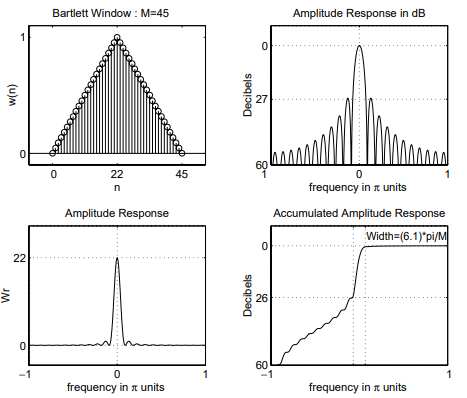 Bartlett Window : M=45
1
w(n)
0
0 22 45
n
Amplitude Response in dB
0
Decibels
27
60
1 0 1
frequency in π units
Amplitude Response
22
Wr
0
−1 0 1
frequency in π units
Accumulated Amplitude Response
Width=(6.1)*pi/M
0
Decibels
26
60
−1 1
frequency in π units